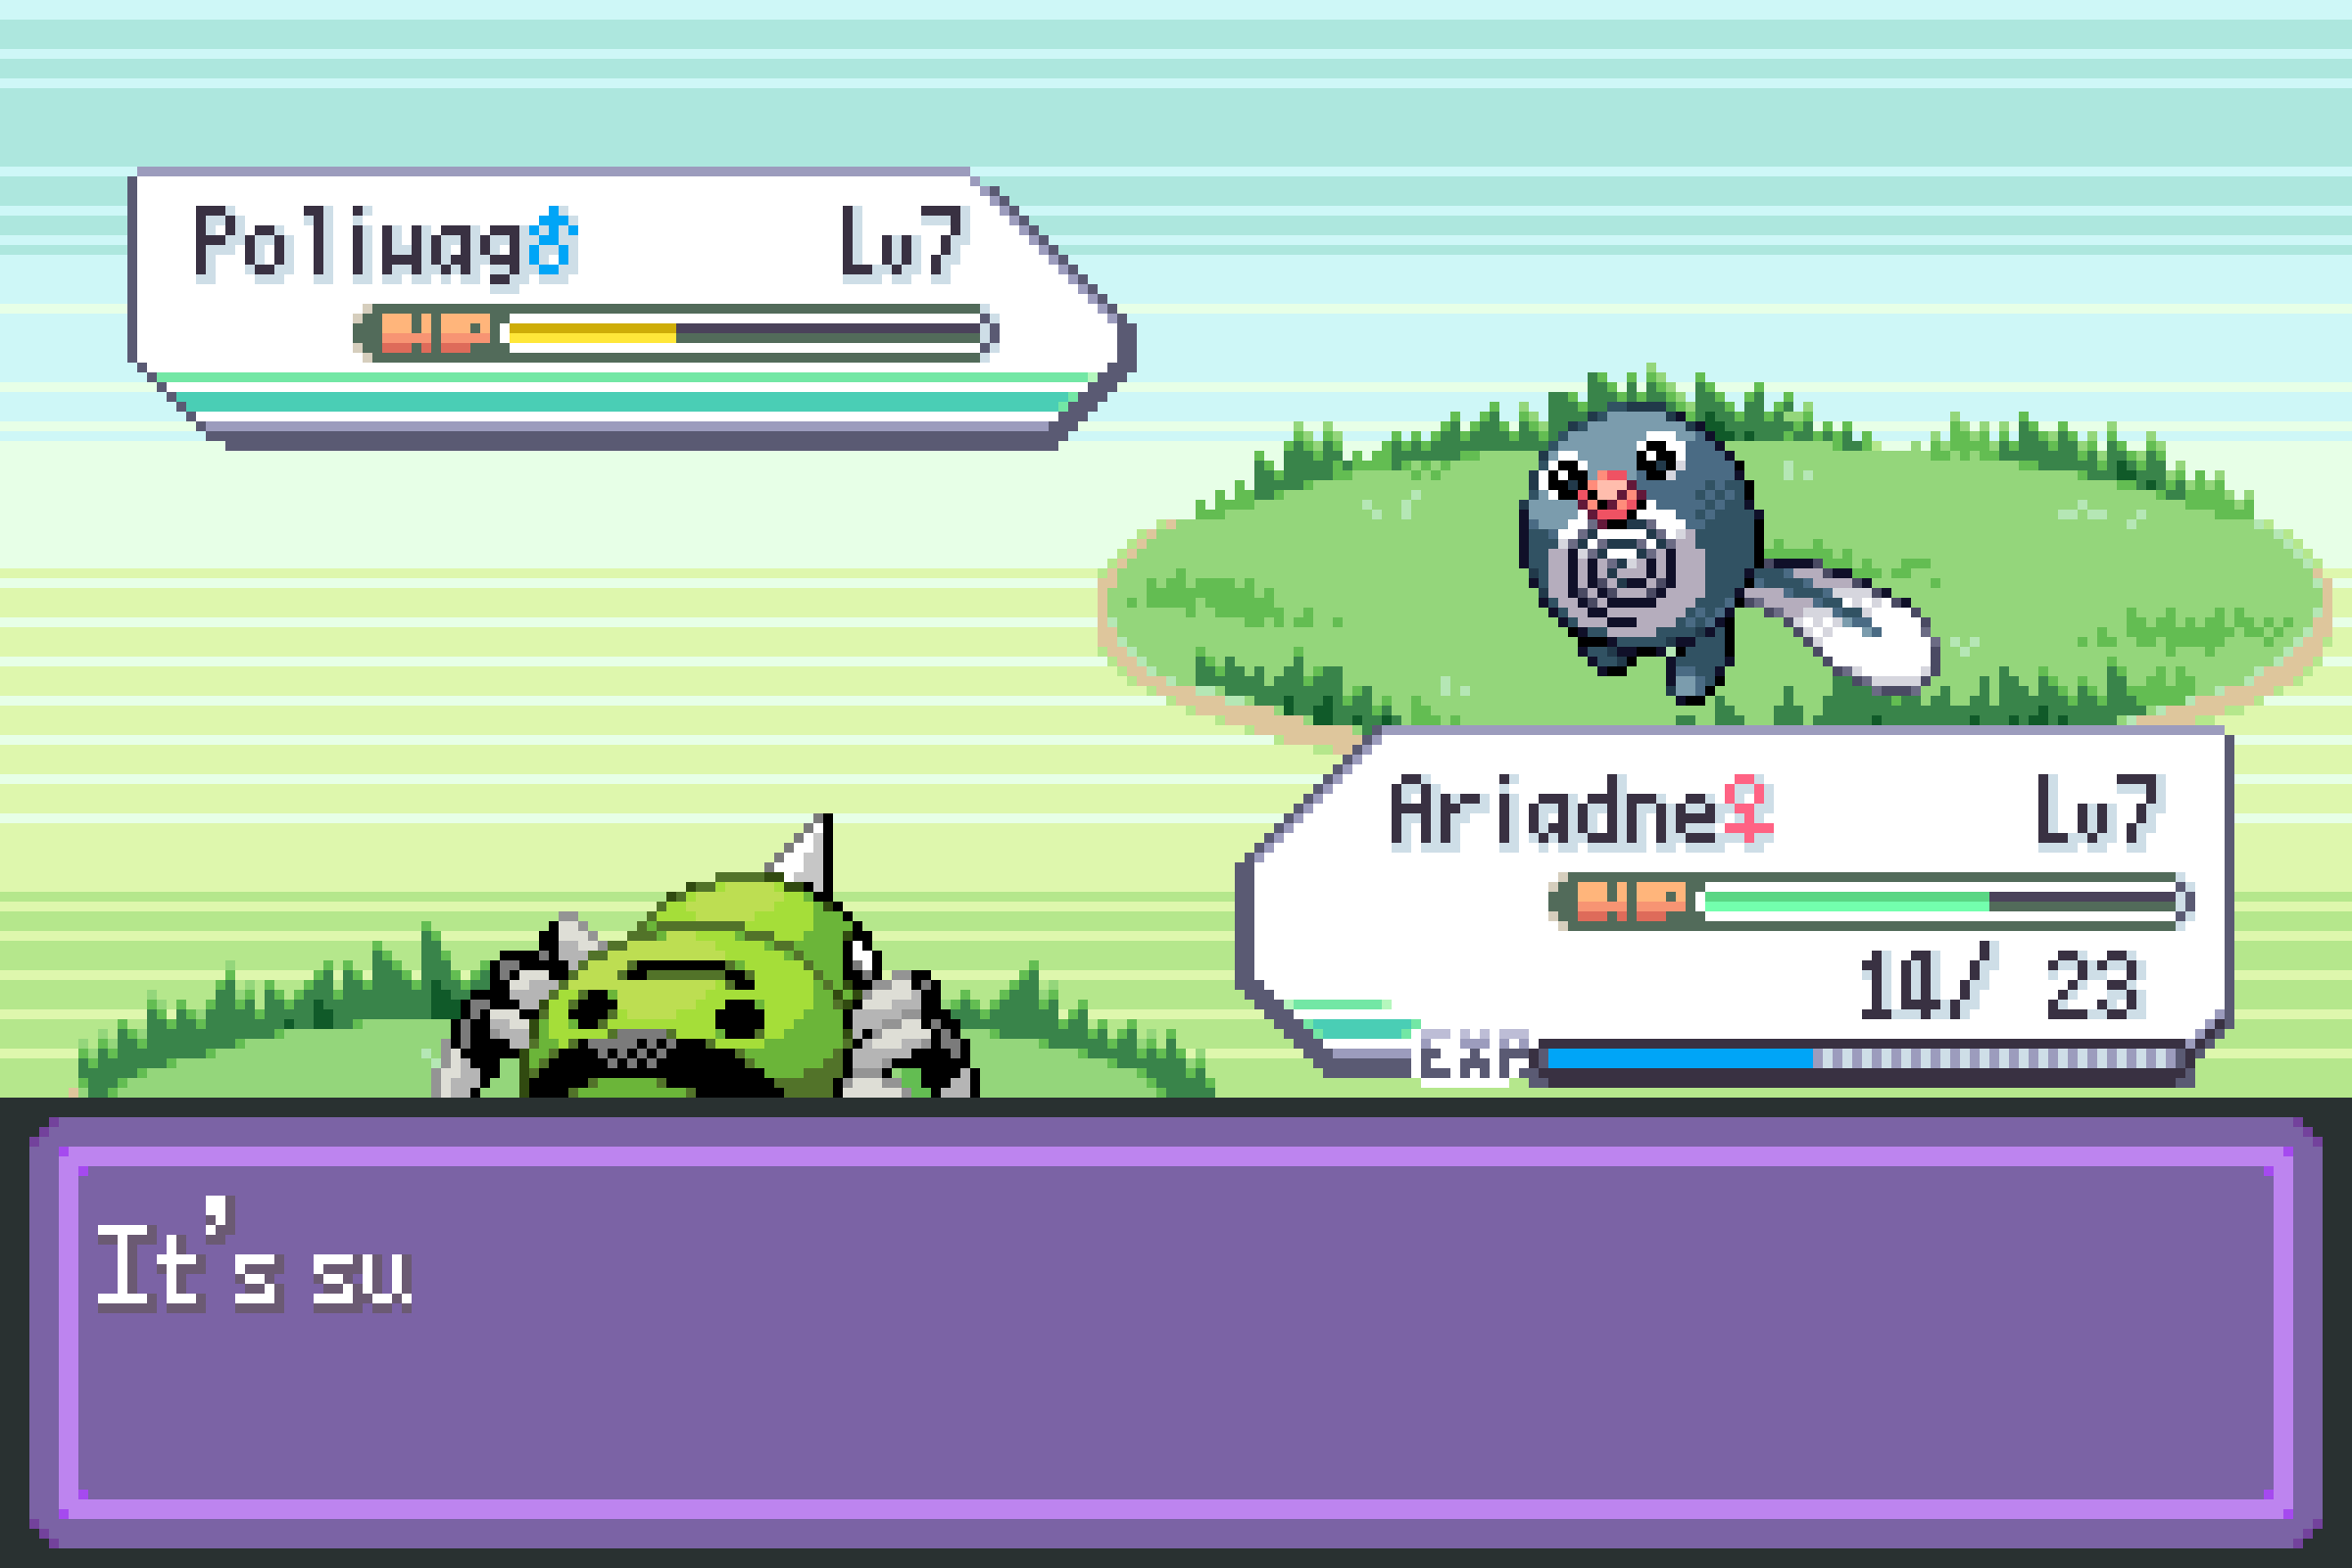 Poliwag♂ Lv7
HP
Ariadne♀ Lv7
HP
14/ 23
EXP
It's su